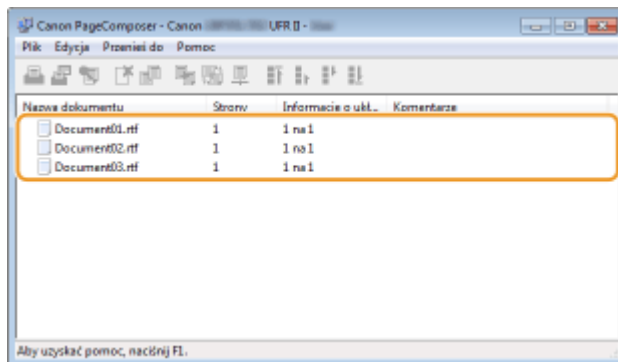 Canon PageComposer - Canon UFR II -
Plik Edycja Przenieś do Pomoc
Nazwa dokumentu Strony Informacje o ukł... Komentarze
Document01.rtf 1 1 na 1
Document02.rtf 1 1 na 1
Document03.rtf 1 1 na 1
Aby uzyskać pomoc, naciśnij F1.